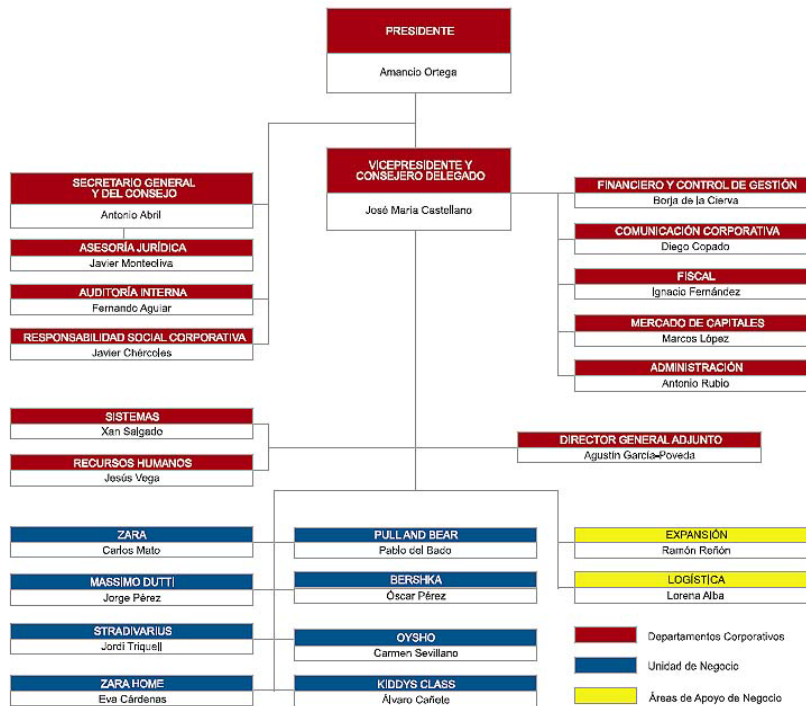 PRESIDENTE
Amancio Ortega
VICEPRESIDENTE Y
CONSEJERO DELEGADO
José María Castellano
SECRETARIO GENERAL
Y DEL CONSEJO
Antonio Abril
ASESORÍA JURÍDICA
Javier Monteoliva
AUDITORÍA INTERNA
Fernando Aguiar
RESPONSABILIDAD SOCIAL CORPORATIVA
Javier Chércoles
FINANCIERO Y CONTROL DE GESTIÓN
Borja de la Cierva
COMUNICACIÓN CORPORATIVA
Diego Copado
FISCAL
Ignacio Fernández
MERCADO DE CAPITALES
Marcos López
ADMINISTRACIÓN
Antonio Rubio
SISTEMAS
Xan Salgado
RECURSOS HUMANOS
Jesús Vega
DIRECTOR GENERAL ADJUNTO
Agustín García-Poveda
ZARA
Carlos Mato
PULL AND BEAR
Pablo del Bado
EXPANSIÓN
Ramón Reñón
MASSIMO DUTTI
Jorge Pérez
BERSHKA
Óscar Pérez
LOGÍSTICA
Lorena Alba
STRADIVARIUS
Jordi Triquell
OYSHO
Carmen Sevillano
ZARA HOME
Eva Cárdenas
KIDDYS CLASS
Álvaro Cañete
Departamentos Corporativos
Unidad de Negocio
Áreas de Apoyo de Negocio